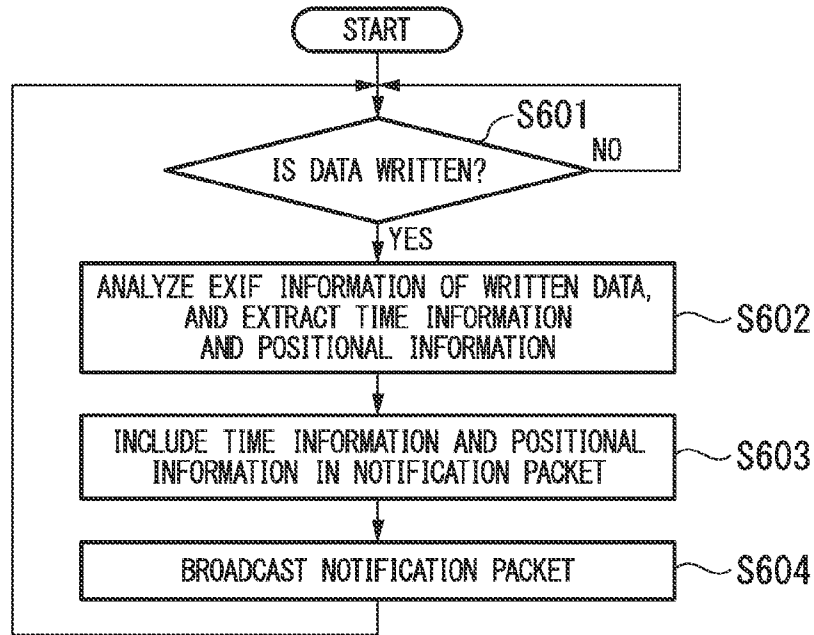 START
S601
IS DATA WRITTEN?
NO
YES
ANALYZE EXIF INFORMATION OF WRITTEN DATA,
AND EXTRACT TIME INFORMATION
AND POSITIONAL INFORMATION
S602
INCLUDE TIME INFORMATION AND POSITIONAL
INFORMATION IN NOTIFICATION PACKET
S603
BROADCAST NOTIFICATION PACKET
S604